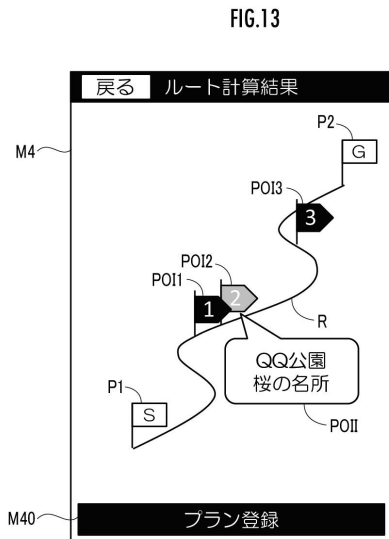 FIG.13
戻る ルート計算結果
M4
P2
G
POI3
3
POI2
POI1
1
2
R
QQ公園
桜の名所
P1
S
POII
M40
プラン登録